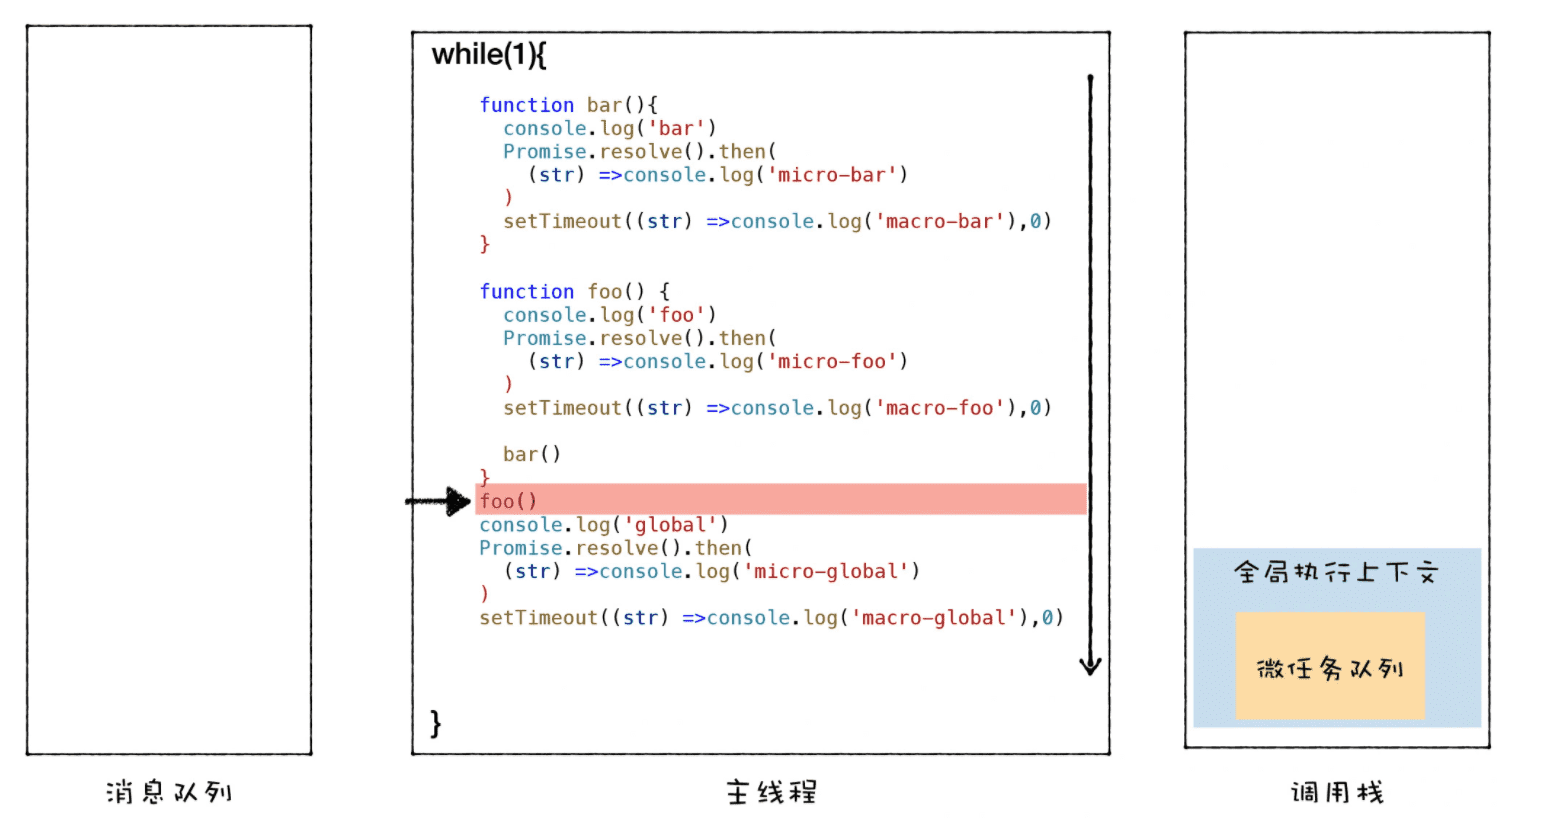 while(1){
function bar(){
console.log('bar')
Promise.resolve().then(
(str) =>console.log('micro-bar')
)
setTimeout((str) =>console.log('macro-bar'),0)
}
function foo() {
console.log('foo')
Promise.resolve().then(
(str) =>console.log('micro-foo')
)
setTimeout((str) =>console.log('macro-foo'),0)
bar()
}
foo()
console.log('global')
Promise.resolve().then(
(str) =>console.log('micro-global')
)
setTimeout((str) =>console.log('macro-global'),0)
}
全局执行上下文
微任务队列
消息队列
主线程
调用栈